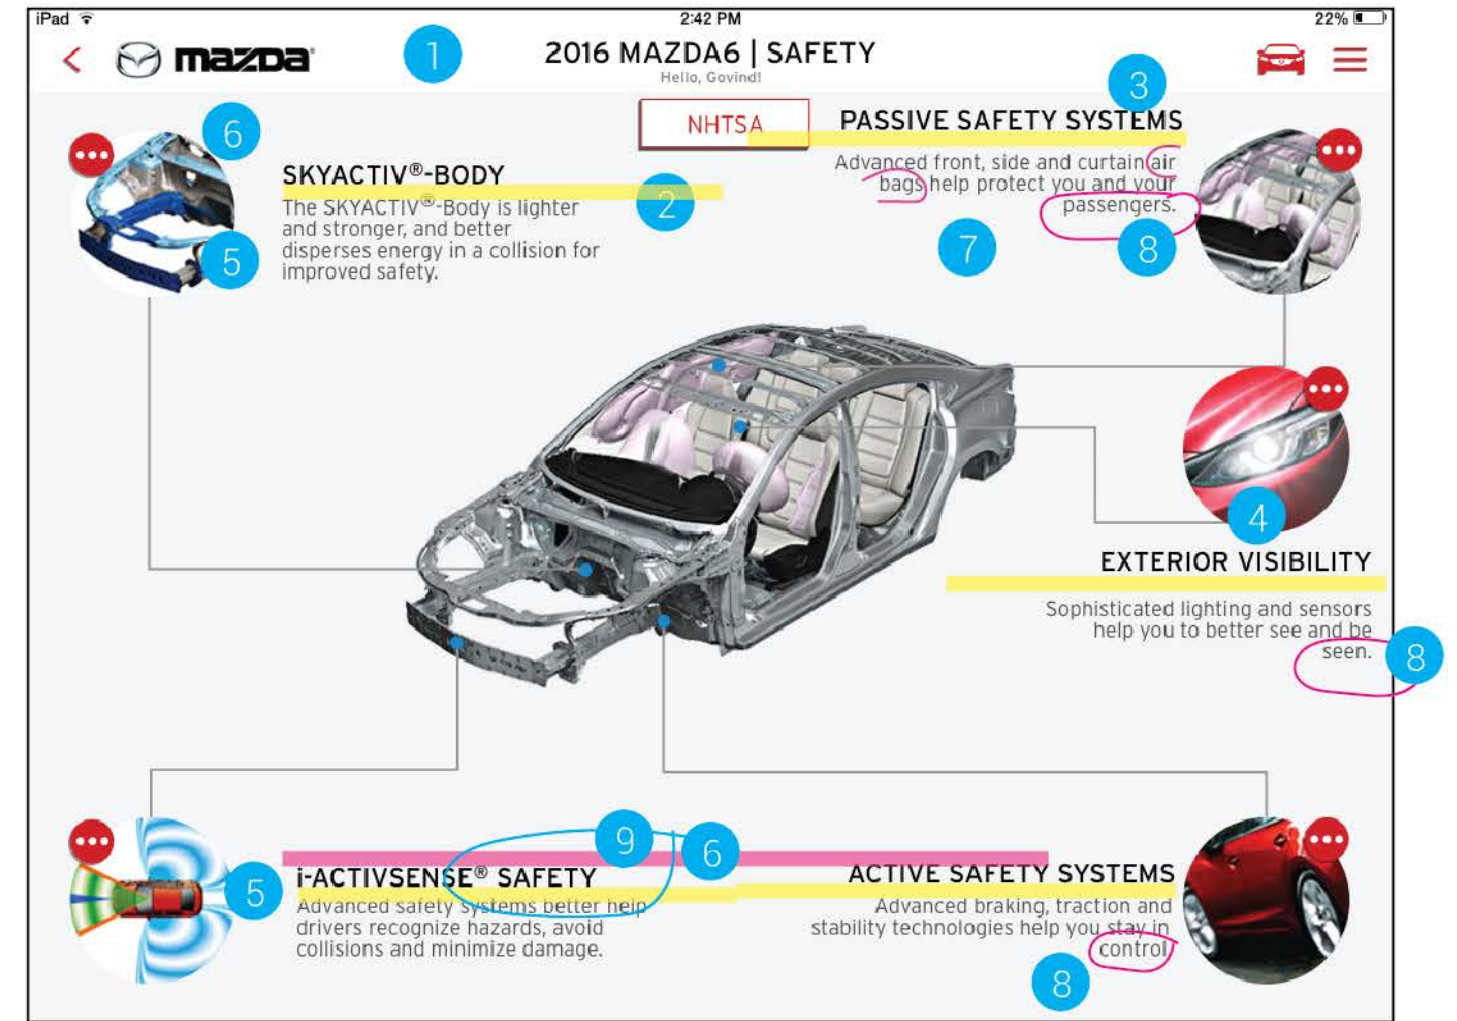 iPad 2:42 PM 22%
mazda 1 2016 MAZDA6 | SAFETY
Hello, Govind!
3
NHTSA
PASSIVE SAFETY SYSTEMS
Advanced front, side and curtain air
bags help protect you and your
passengers.
7
8
6
SKYACTIV®-BODY
2
The SKYACTIV®-Body is lighter
and stronger, and better
disperses energy in a collision for
improved safety.
5
4
EXTERIOR VISIBILITY
Sophisticated lighting and sensors
help you to better see and be
seen.
8
9
6
5
i-ACTIVSENSE® SAFETY
Advanced safety systems better help
drivers recognize hazards, avoid
collisions and minimize damage.
ACTIVE SAFETY SYSTEMS
Advanced braking, traction and
stability technologies help you stay in
control
8